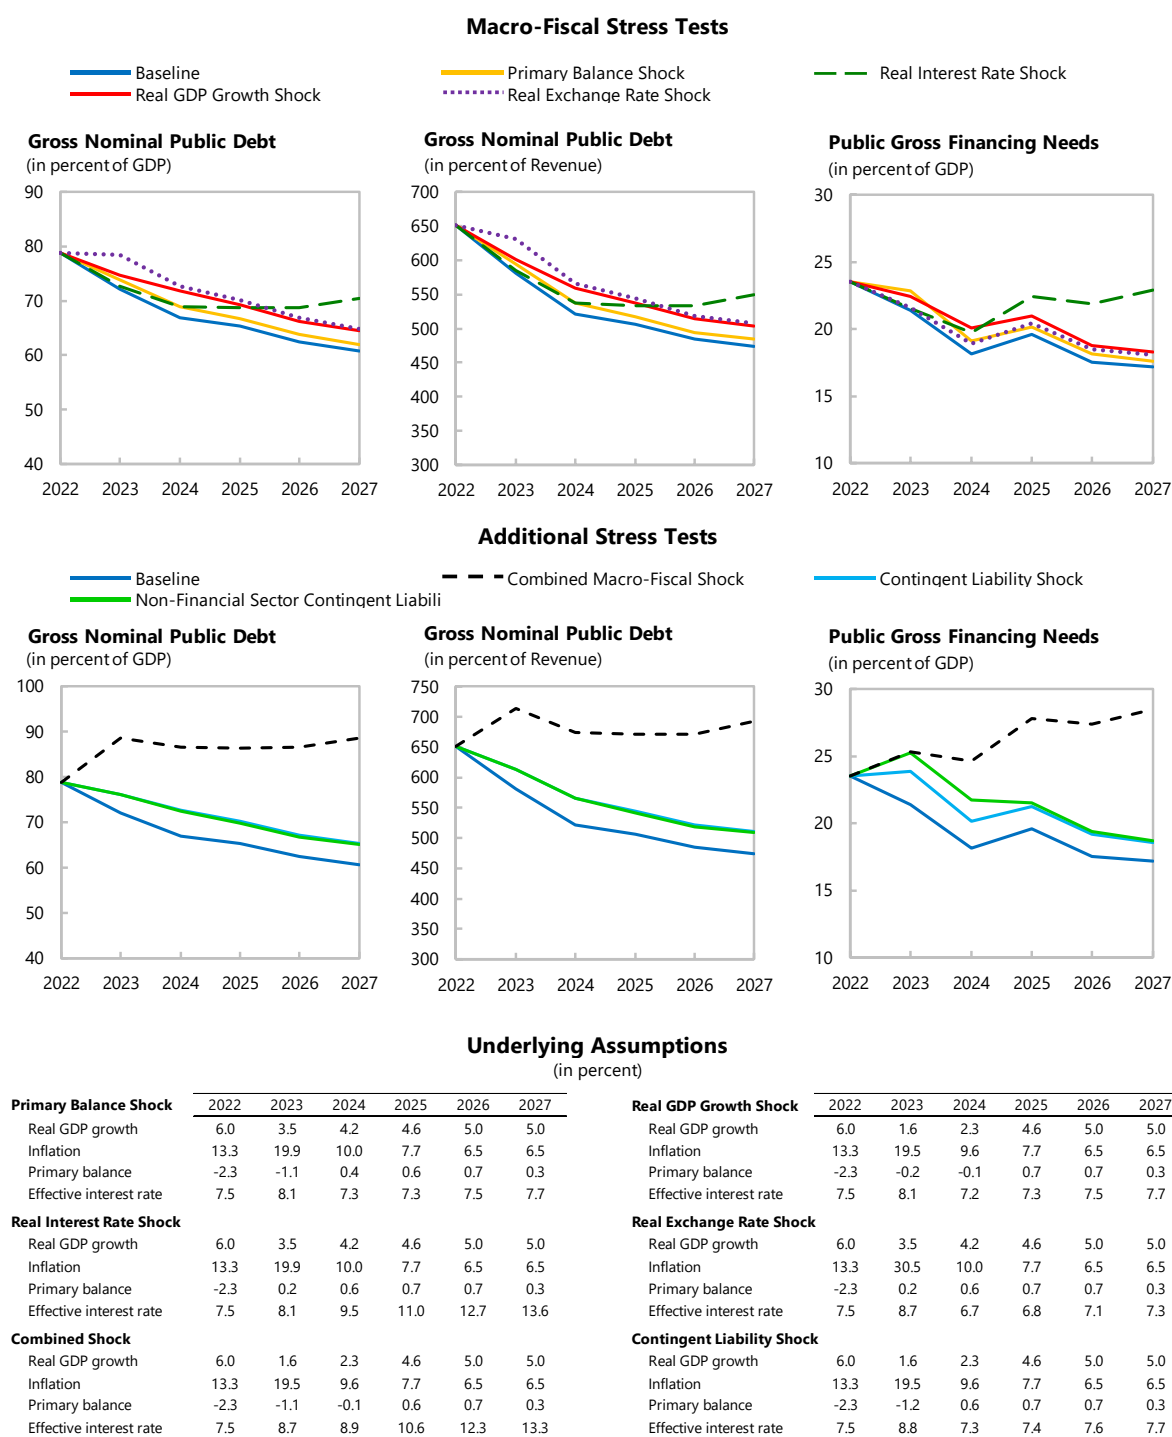 Macro-Fiscal Stress Tests
Baseline
Primary Balance Shock
Real Interest Rate Shock
Real GDP Growth Shock
Real Exchange Rate Shock
Gross Nominal Public Debt
(in percent of GDP)
90
80
70
60
50
40
2022 2023 2024 2025 2026 2027
Gross Nominal Public Debt
(in percent of Revenue)
700
650
600
550
500
450
400
350
300
2022 2023 2024 2025 2026 2027
Public Gross Financing Needs
(in percent of GDP)
30
25
20
15
10
2022 2023 2024 2025 2026 2027
Additional Stress Tests
Baseline
Combined Macro-Fiscal Shock
Contingent Liability Shock
Non-Financial Sector Contingent Liabili
Gross Nominal Public Debt
(in percent of GDP)
100
90
80
70
60
50
40
2022 2023 2024 2025 2026 2027
Gross Nominal Public Debt
(in percent of Revenue)
750
700
650
600
550
500
450
400
350
300
2022 2023 2024 2025 2026 2027
Public Gross Financing Needs
(in percent of GDP)
30
25
20
15
10
2022 2023 2024 2025 2026 2027
Underlying Assumptions
(in percent)
Primary Balance Shock 2022 2023 2024 2025 2026 2027
Real GDP growth 6.0 3.5 4.2 4.6 5.0 5.0
Inflation 13.3 19.9 10.0 7.7 6.5 6.5
Primary balance -2.3 -1.1 0.4 0.6 0.7 0.3
Effective interest rate 7.5 8.1 7.3 7.3 7.5 7.7
Real Interest Rate Shock
Real GDP growth 6.0 3.5 4.2 4.6 5.0 5.0
Inflation 13.3 19.9 10.0 7.7 6.5 6.5
Primary balance -2.3 0.2 0.6 0.7 0.7 0.3
Effective interest rate 7.5 8.1 9.5 11.0 12.7 13.6
Combined Shock
Real GDP growth 6.0 1.6 2.3 4.6 5.0 5.0
Inflation 13.3 19.5 9.6 7.7 6.5 6.5
Primary balance -2.3 -1.1 -0.1 0.6 0.7 0.3
Effective interest rate 7.5 8.7 8.9 10.6 12.3 13.3
Real GDP Growth Shock 2022 2023 2024 2025 2026 2027
Real GDP growth 6.0 1.6 2.3 4.6 5.0 5.0
Inflation 13.3 19.5 9.6 7.7 6.5 6.5
Primary balance -2.3 -0.2 -0.1 0.7 0.7 0.3
Effective interest rate 7.5 8.1 7.2 7.3 7.5 7.7
Real Exchange Rate Shock
Real GDP growth 6.0 3.5 4.2 4.6 5.0 5.0
Inflation 13.3 30.5 10.0 7.7 6.5 6.5
Primary balance -2.3 0.2 0.6 0.7 0.7 0.3
Effective interest rate 7.5 8.7 6.7 6.8 7.1 7.3
Contingent Liability Shock
Real GDP growth 6.0 1.6 2.3 4.6 5.0 5.0
Inflation 13.3 19.5 9.6 7.7 6.5 6.5
Primary balance -2.3 -1.2 0.6 0.7 0.7 0.3
Effective interest rate 7.5 8.8 7.3 7.4 7.6 7.7